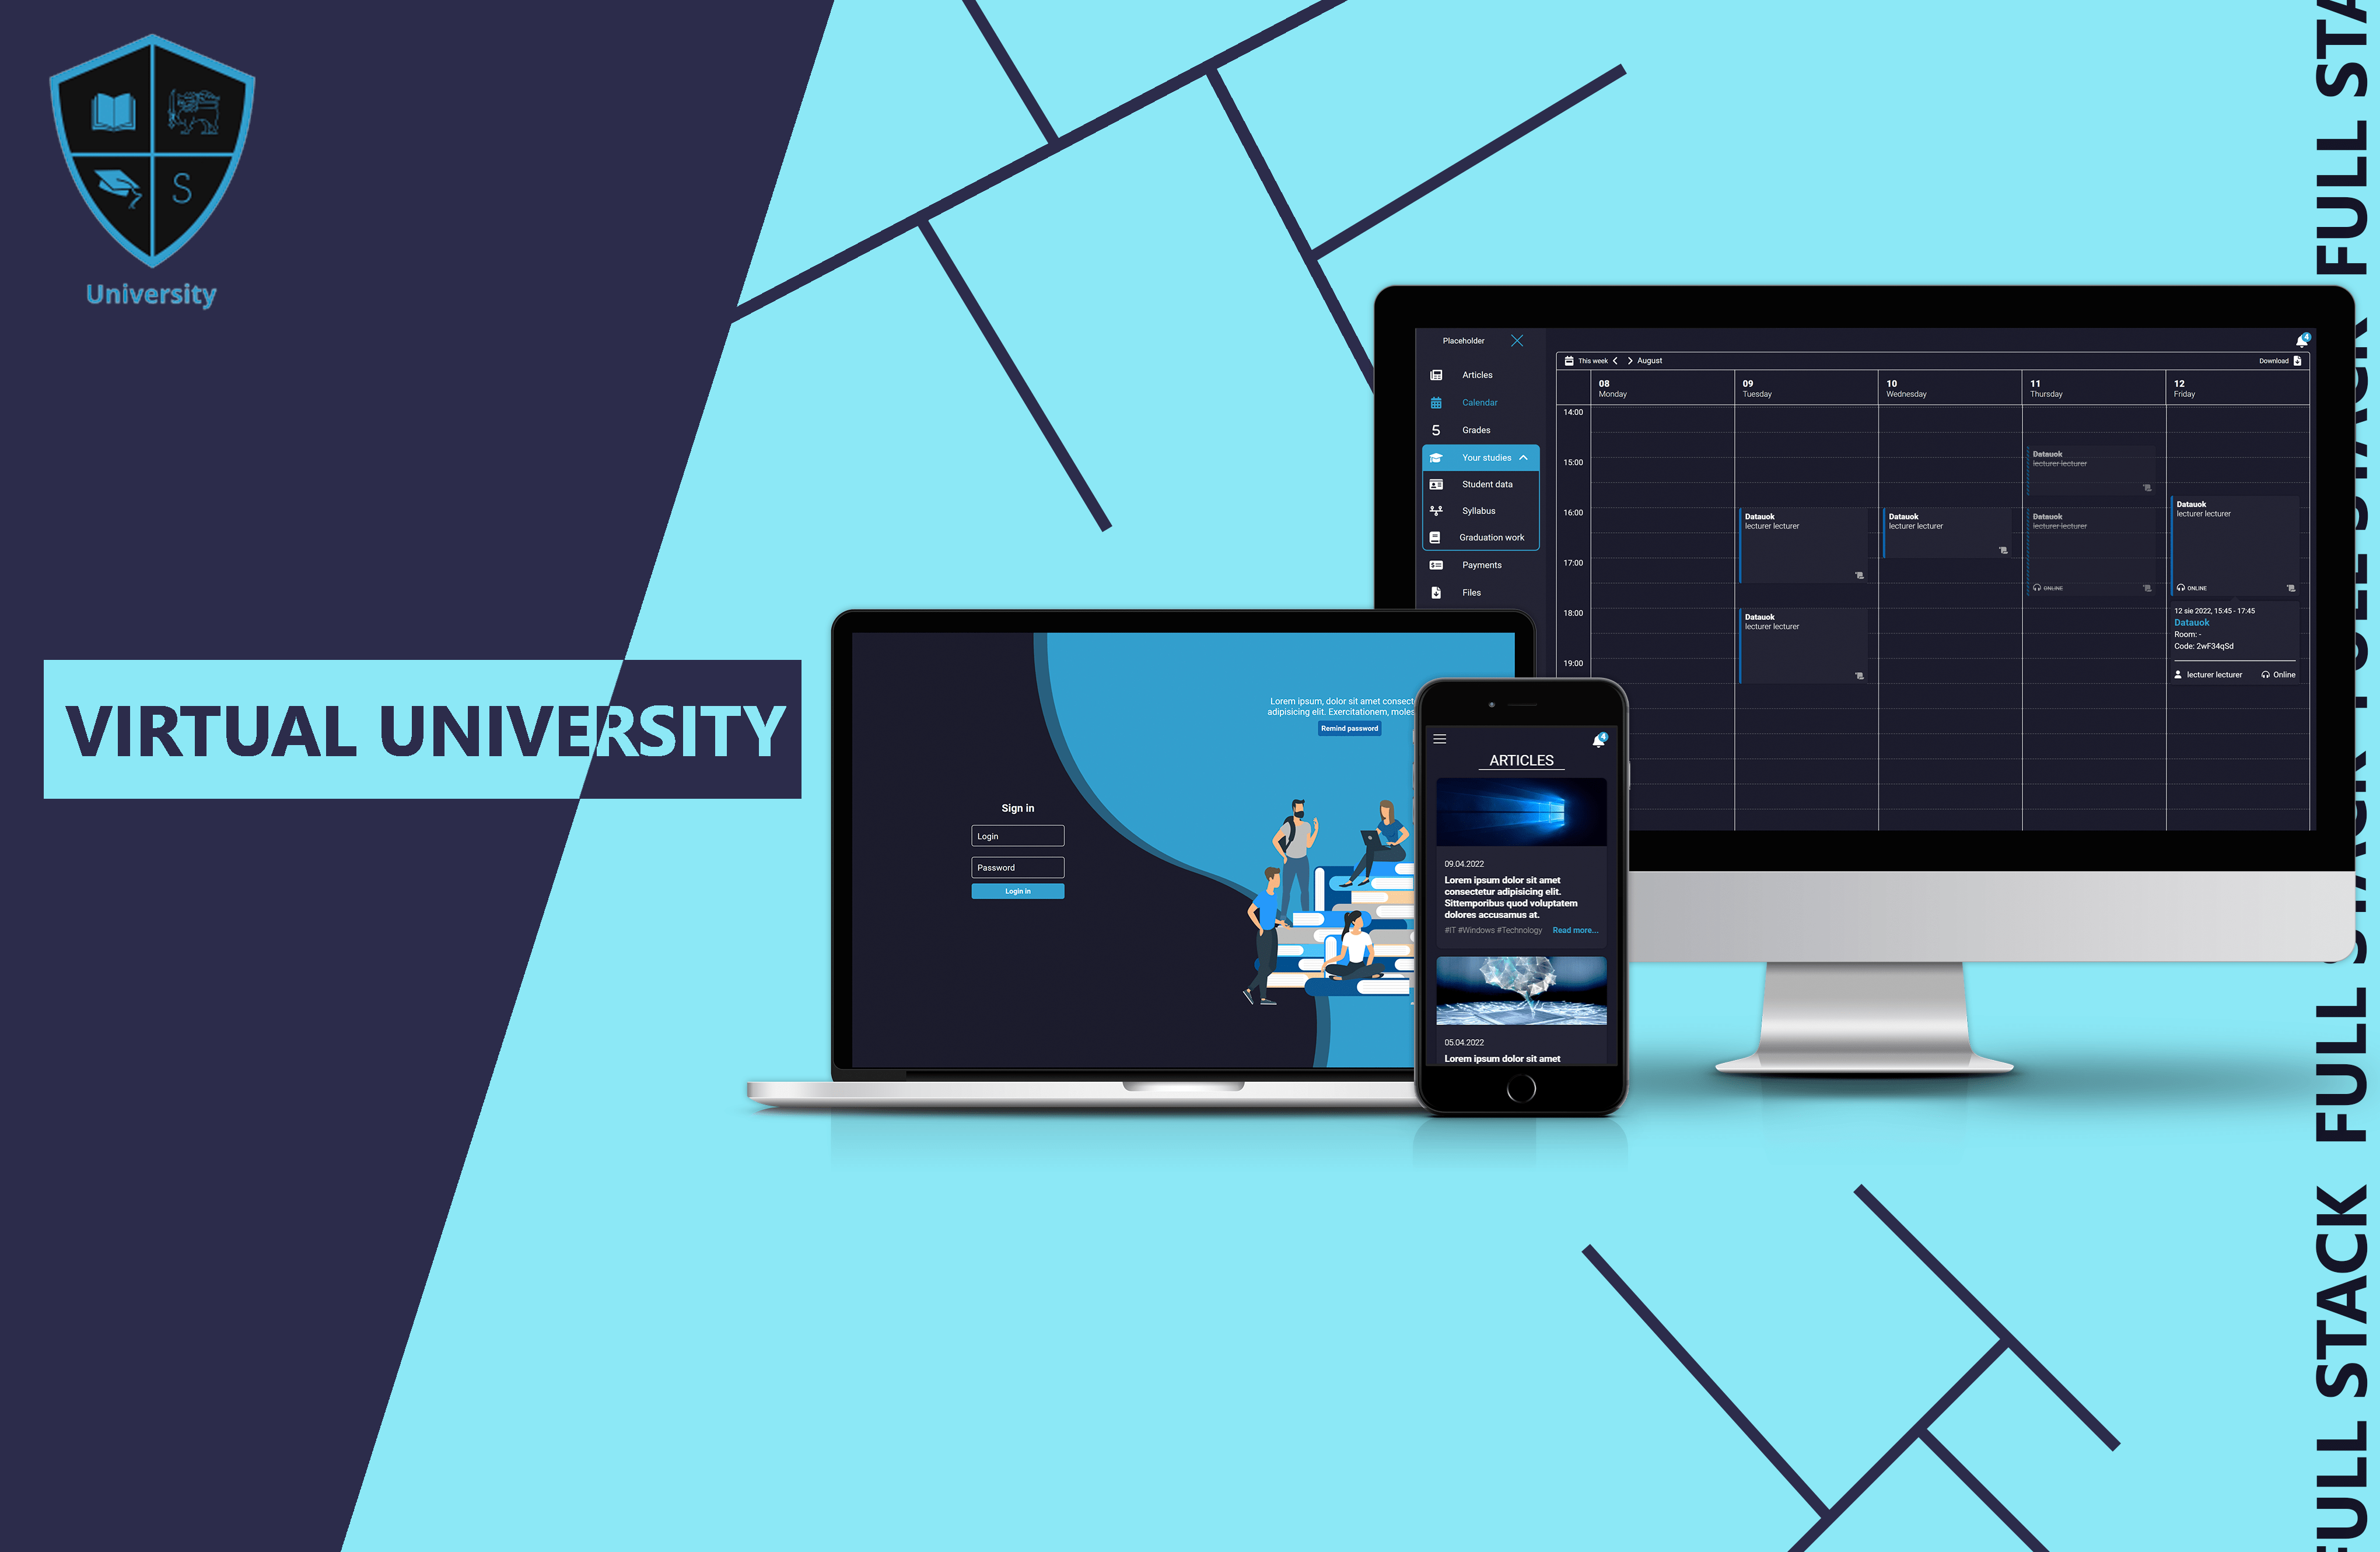 S
University
VIRTUAL UNIVERSITY
Placeholder
Articles
Calendar
5 Grades
Your studies
Student data
Syllabus
Graduation work
Payments
Files
4
This week August
Download
08 Monday
09 Tuesday
10 Wednesday
11 Thursday
12 Friday
14:00
15:00
16:00
17:00
18:00
19:00
Datauok
lecturer lecturer
Datauok
lecturer lecturer
Datauok
lecturer lecturer
Datauok
lecturer lecturer
Datauok
lecturer lecturer
ONLINE
Datauok
lecturer lecturer
ONLINE
12 sie 2022, 15:45 - 17:45
Datauok
Room: -
Code: 2wF34qSd
lecturer lecturer Online
Lorem ipsum, dolor sit amet consect
adipisicing elit. Exercitationem, moles
Remind password
Sign in
Login
Password
Login in
4
ARTICLES
09.04.2022
Lorem ipsum dolor sit amet
consectetur adipisicing elit.
Sittemporibus quod voluptatem
dolores accusamus at.
#IT #Windows #Technology Read more...
05.04.2022
Lorem ipsum dolor sit amet
FULL STACK FULL STACK FULL STACK FULL STA